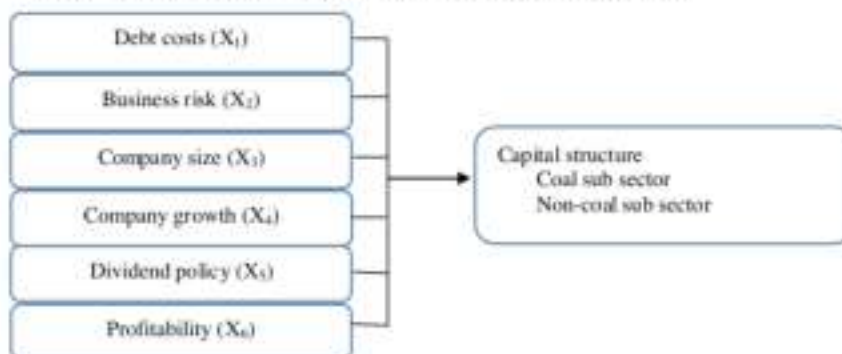 Debt costs (X₁)
Business risk (X₂)
Company size (X₃)
Company growth (X₄)
Dividend policy (X₅)
Profitability (X₆)
Capital structure
Coal sub sector
Non-coal sub sector